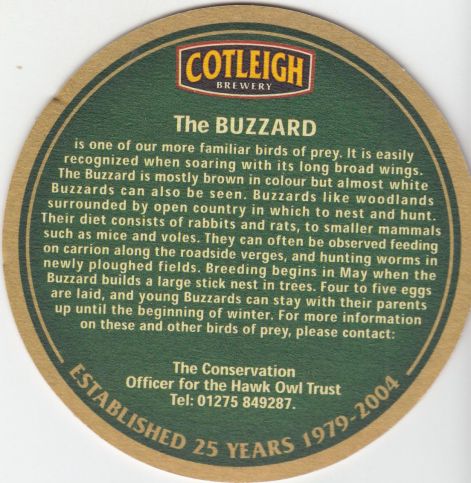 COTLEIGH
BREWERY
The BUZZARD
is one of our more familiar birds of prey. It is easily
recognized when soaring with its long broad wings.
The Buzzard is mostly brown in colour but almost white
Buzzards can also be seen. Buzzards like woodlands
surrounded by open country in which to nest and hunt.
Their diet consists of rabbits and rats, to smaller mammals
such as mice and voles. They can often be observed feeding
on carrion along the roadside verges, and hunting worms in
newly ploughed fields. Breeding begins in May when the
Buzzard builds a large stick nest in trees. Four to five eggs
are laid, and young Buzzards can stay with their parents
up until the beginning of winter. For more information
on these and other birds of prey, please contact:
The Conservation
Officer for the Hawk Owl Trust
Tel: 01275 849287.
ESTABLISHED 25 YEARS 1979-2004